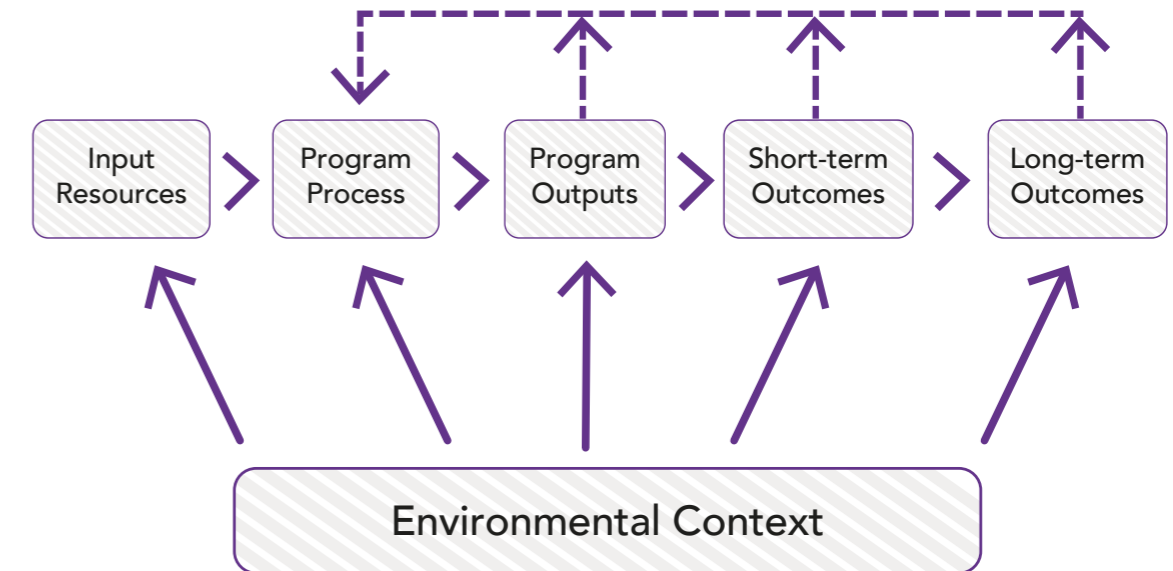 Input
Resources
Program
Process
Program
Outputs
Short-term
Outcomes
Long-term
Outcomes
Environmental Context